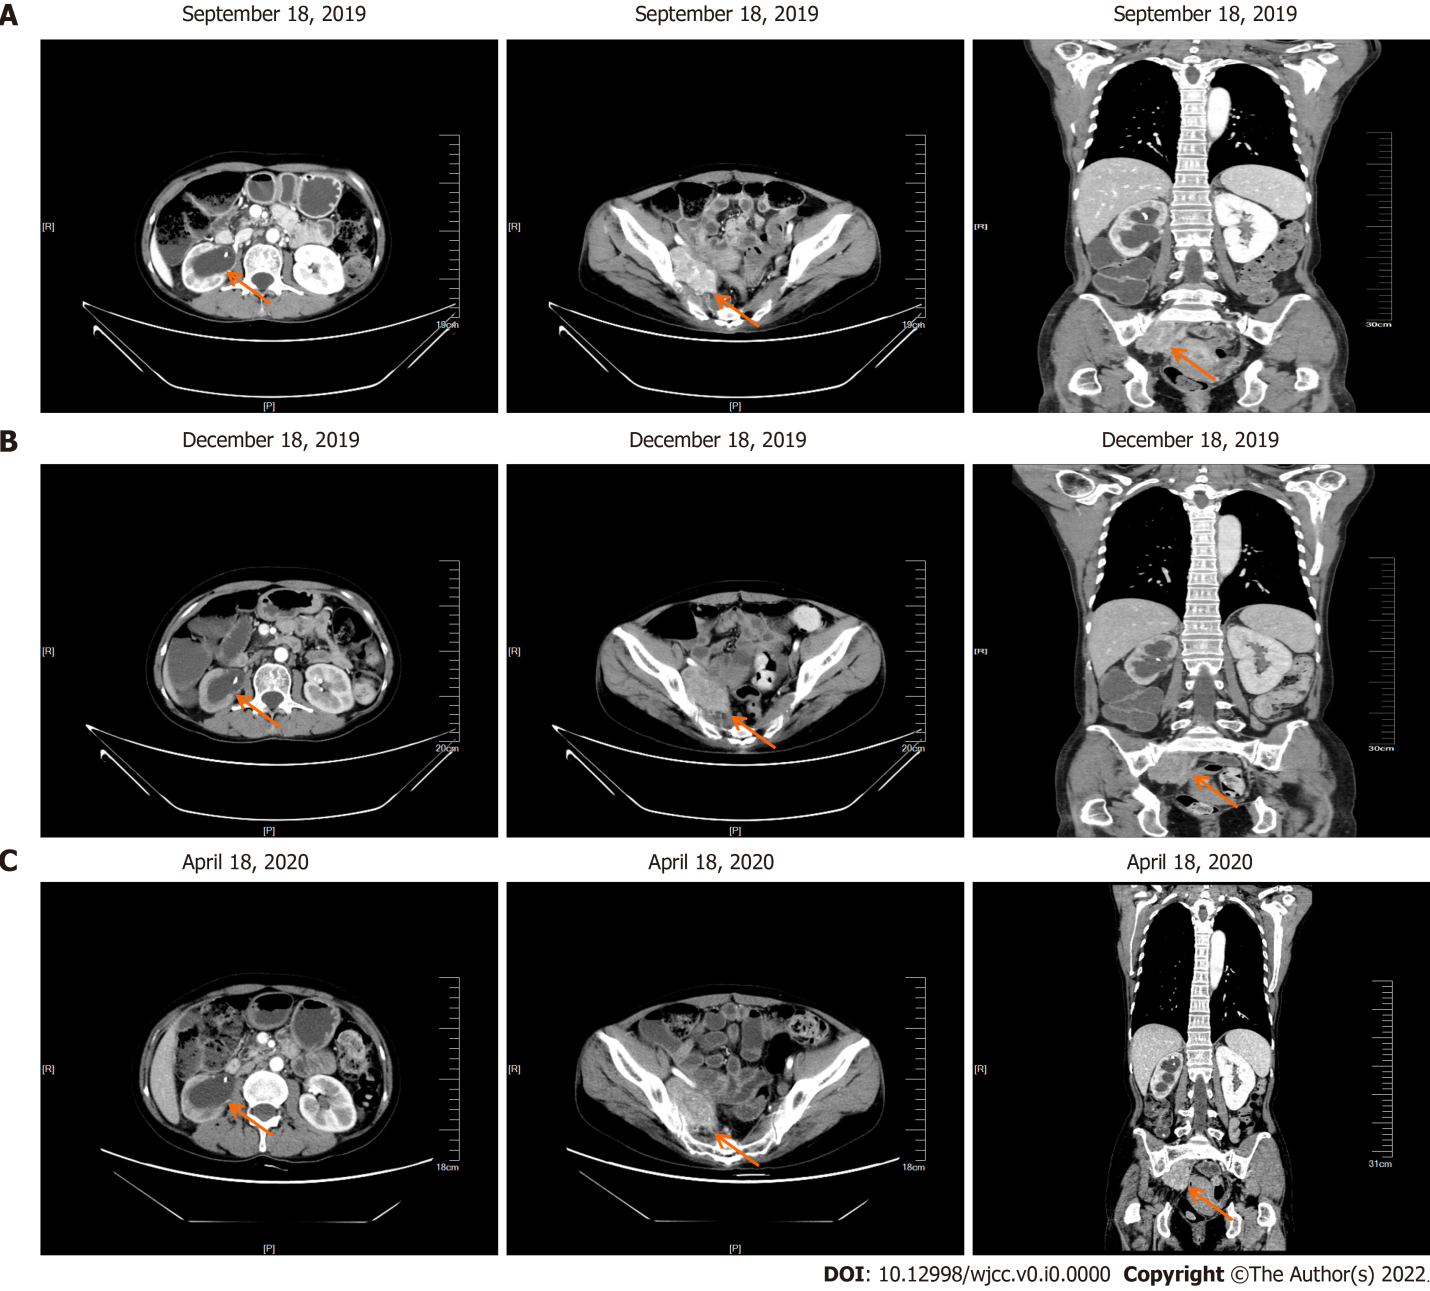 A
September 18, 2019
September 18, 2019
September 18, 2019
[R]
19cm
[P]
[R]
19cm
[P]
[R]
30cm
B
December 18, 2019
December 18, 2019
December 18, 2019
[R]
20cm
[P]
[R]
20cm
[P]
[R]
30cm
C
April 18, 2020
April 18, 2020
April 18, 2020
[R]
18cm
[P]
[R]
18cm
[P]
[R]
31cm
DOI: 10.12998/wjcc.v0.i0.0000 Copyright ©The Author(s) 2022.